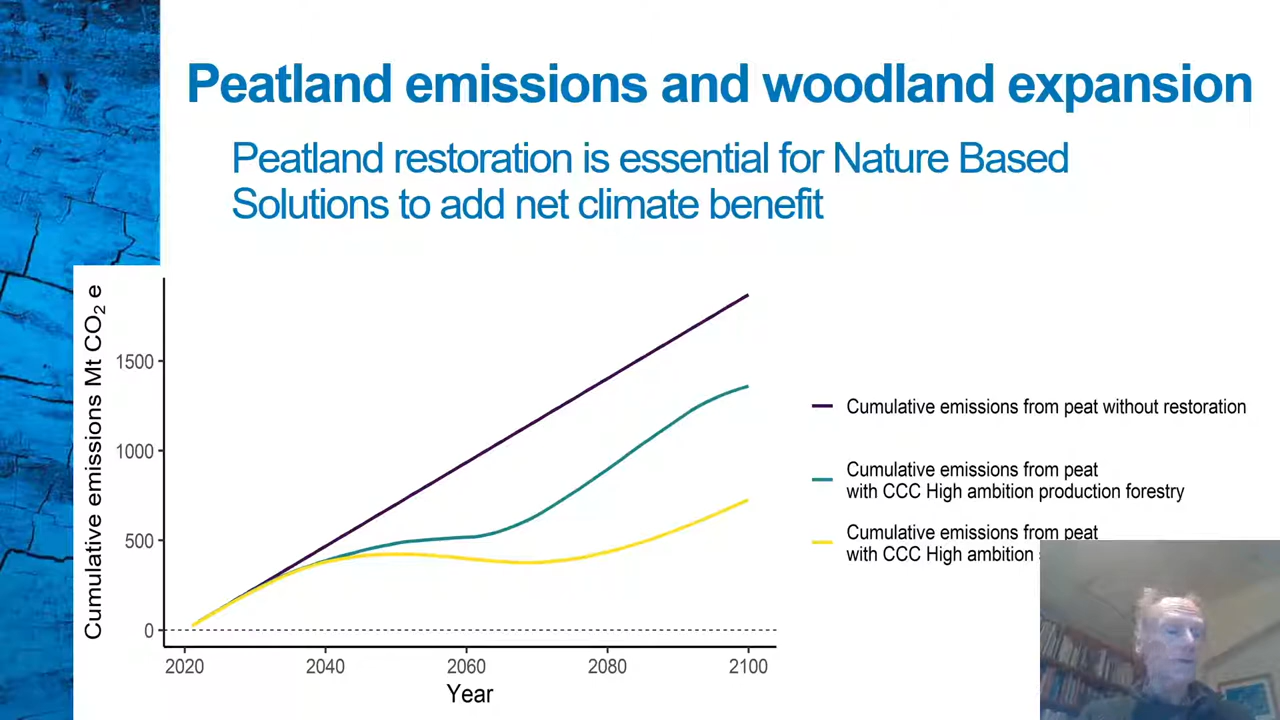 Peatland emissions and woodland expansion
Peatland restoration is essential for Nature Based
Solutions to add net climate benefit
Cumulative emissions Mt CO₂ e
1500
1000
500
0
2020
2040
2060
2080
2100
Year
Cumulative emissions from peat without restoration
Cumulative emissions from peat
with CCC High ambition production forestry
Cumulative emissions from peat
with CCC High ambition